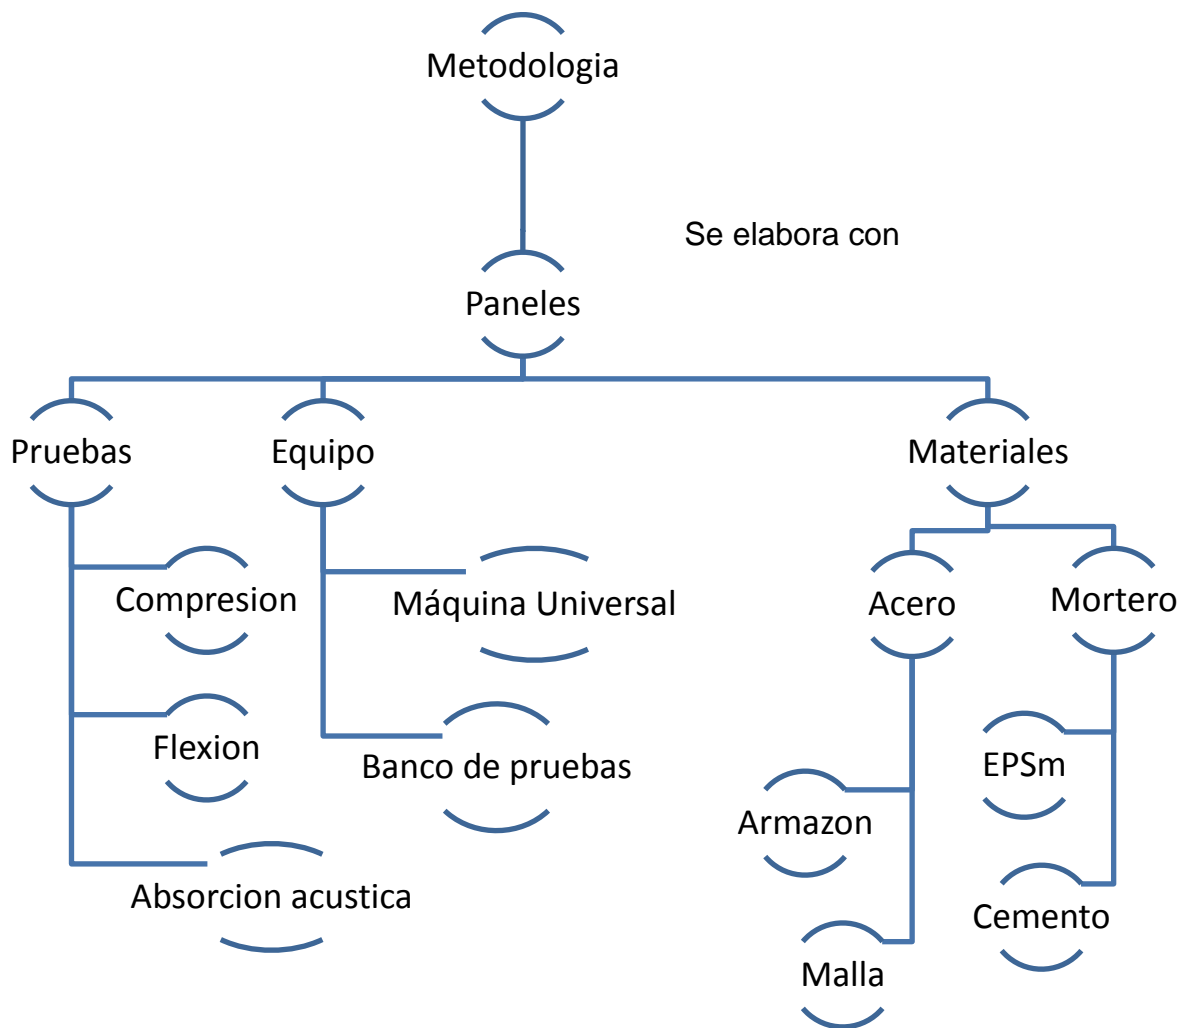 Metodologia
Se elabora con
Paneles
Pruebas
Equipo
Materiales
Compresion
Máquina Universal
Acero
Mortero
Flexion
Banco de pruebas
EPSm
Armazon
Absorcion acustica
Cemento
Malla